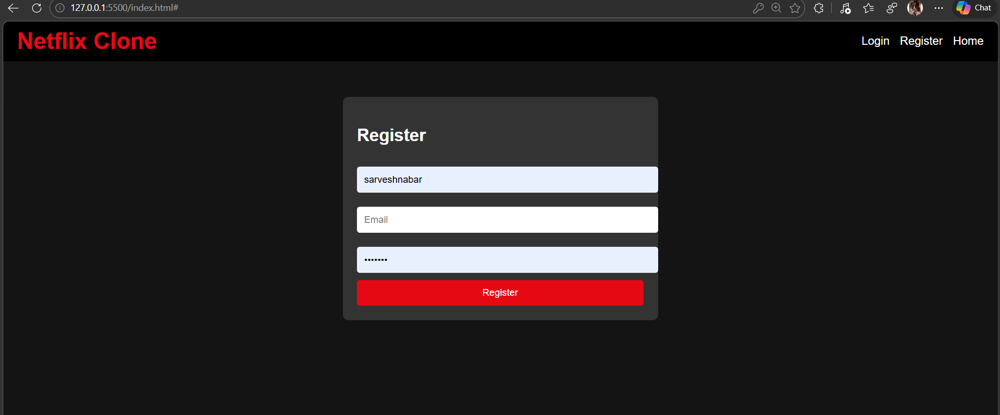 127.0.0.1:5500/index.html#
Chat
Netflix Clone
Login Register Home
Register
sarveshnabar
Email
•••••••
Register